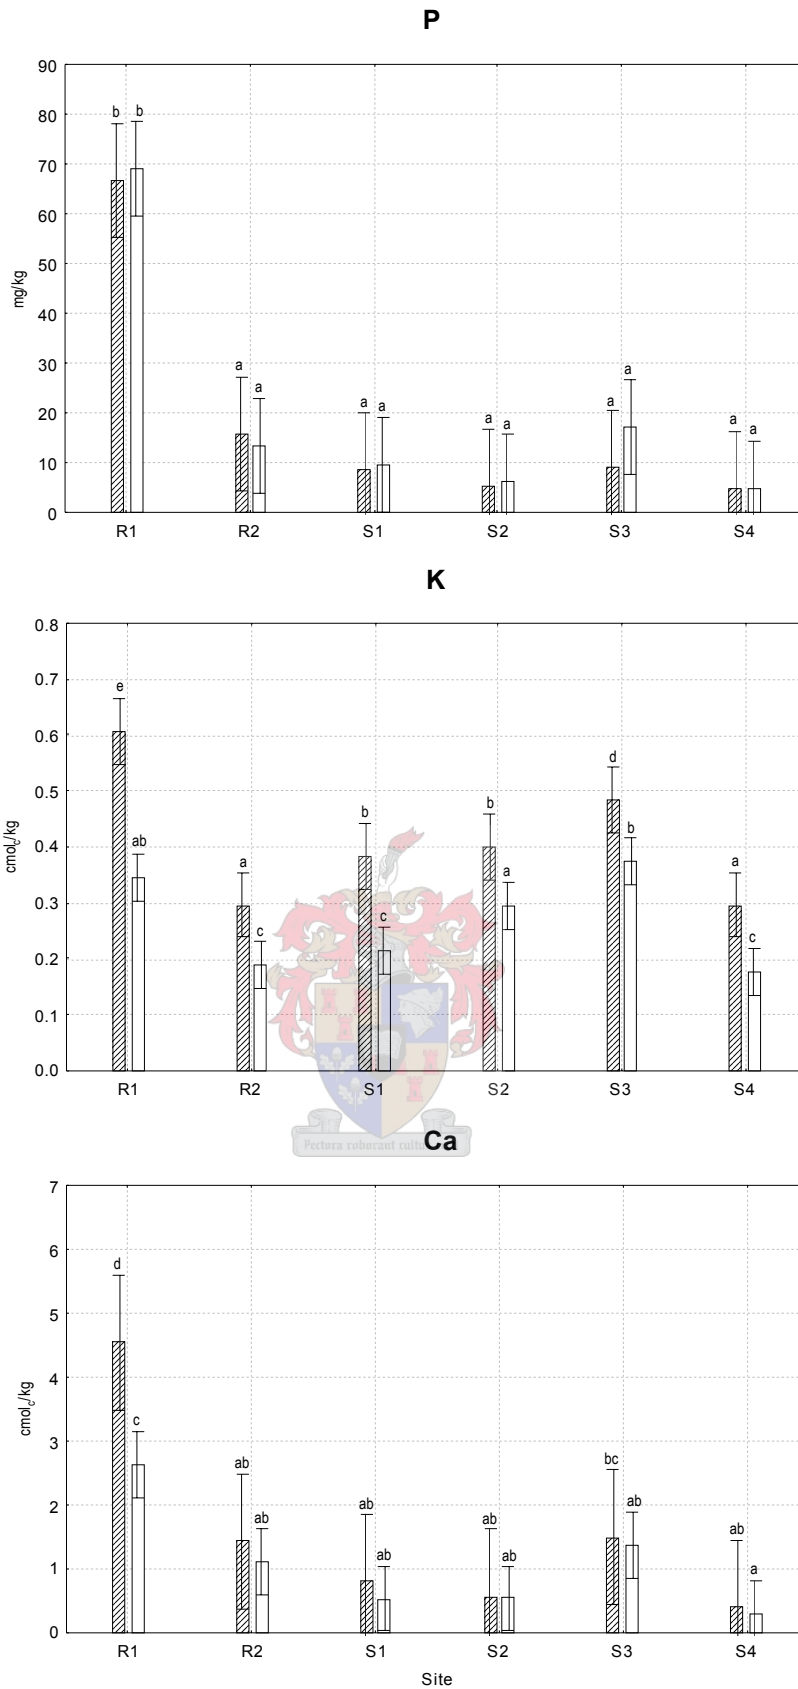 P
90
80
70
60
50
40
30
20
10
0
mg/kg
b b
a a
a a
a a
a a
a a
R1 R2 S1 S2 S3 S4
K
0.8
0.7
0.6
0.5
0.4
0.3
0.2
0.1
0.0
cmolc/kg
e ab
a c
b c
b a
d b
a c
R1 R2 S1 S2 S3 S4
Pectora roborant cultus
Ca
7
6
5
4
3
2
1
0
cmolc/kg
d c
ab ab
ab ab
ab ab
bc ab
ab a
R1 R2 S1 S2 S3 S4
Site